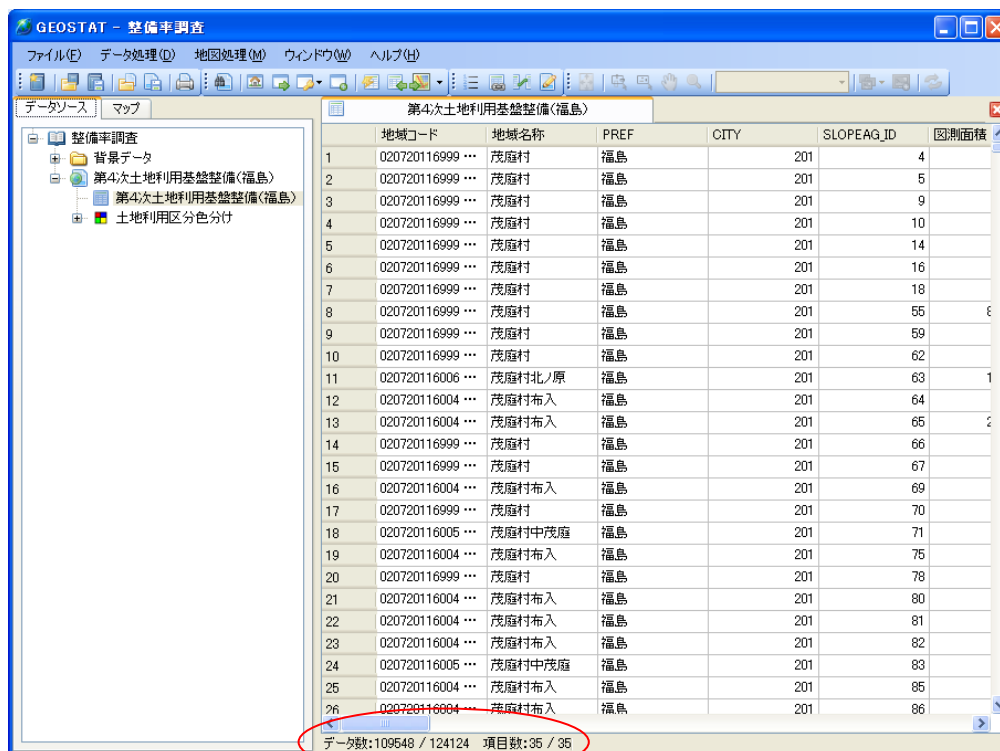 GEOSTAT - 整備率調査
ファイル(F) データ処理(D) 地図処理(M) ウィンドウ(W) ヘルプ(H)
データソース マップ
整備率調査
背景データ
第4次土地利用基盤整備(福島)
第4次土地利用基盤整備(福島)
土地利用区分色分け
第4次土地利用基盤整備(福島)
地域コード 地域名称 PREF CITY SLOPEAG_ID 図測面積
1 020720116999 … 茂庭村 福島 201 4
2 020720116999 … 茂庭村 福島 201 5
3 020720116999 … 茂庭村 福島 201 9
4 020720116999 … 茂庭村 福島 201 10
5 020720116999 … 茂庭村 福島 201 14
6 020720116999 … 茂庭村 福島 201 16
7 020720116999 … 茂庭村 福島 201 18
8 020720116999 … 茂庭村 福島 201 55
9 020720116999 … 茂庭村 福島 201 59
10 020720116999 … 茂庭村 福島 201 62
11 020720116006 … 茂庭村北ノ原 福島 201 63 1
12 020720116004 … 茂庭村布入 福島 201 64
13 020720116004 … 茂庭村布入 福島 201 65 2
14 020720116999 … 茂庭村 福島 201 66
15 020720116999 … 茂庭村 福島 201 67
16 020720116004 … 茂庭村布入 福島 201 69
17 020720116999 … 茂庭村 福島 201 70
18 020720116005 … 茂庭村中茂庭 福島 201 71
19 020720116004 … 茂庭村布入 福島 201 75
20 020720116999 … 茂庭村 福島 201 78
21 020720116004 … 茂庭村布入 福島 201 80
22 020720116004 … 茂庭村布入 福島 201 81
23 020720116004 … 茂庭村布入 福島 201 82
24 020720116005 … 茂庭村中茂庭 福島 201 83
25 020720116004 … 茂庭村布入 福島 201 85
26 020720116004 … 茂庭村布入 福島 201 86
データ数:109548 / 124124 項目数:35 / 35